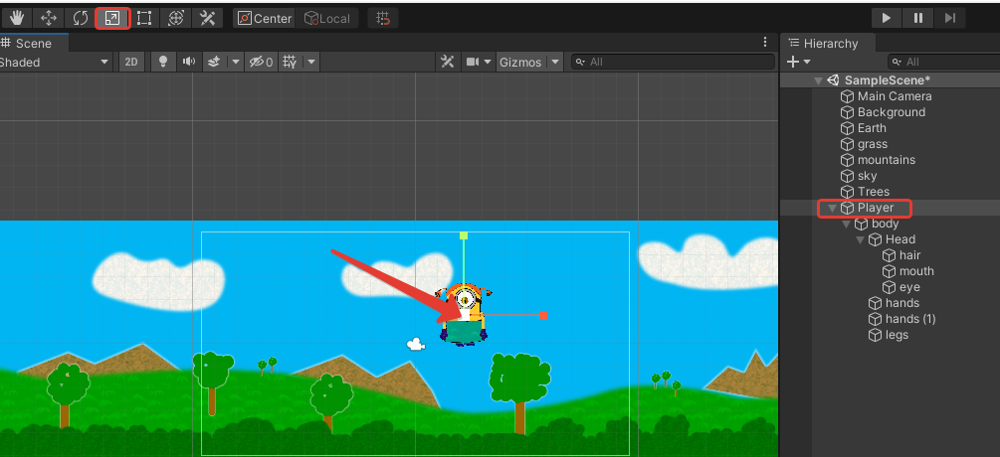 Center Local
Scene
Shaded 2D 0 Gizmos All
Hierarchy
All
SampleScene*
Main Camera
Background
Earth
grass
mountains
sky
Trees
Player
body
Head
hair
mouth
eye
hands
hands (1)
legs